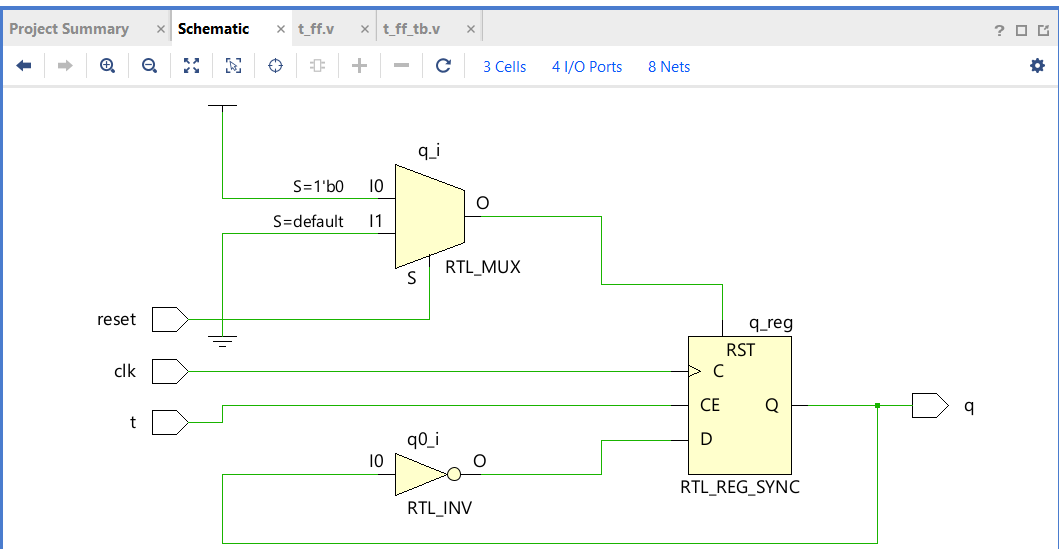 Project Summary × Schematic × t_ff.v × t_ff_tb.v × ?
3 Cells 4 I/O Ports 8 Nets
q_i
S=1'b0 I0
O
S=default I1
RTL_MUX
S
reset
q_reg
RST
clk
C
t
CE Q
q
D
q0_i
I0 O
RTL_INV
RTL_REG_SYNC